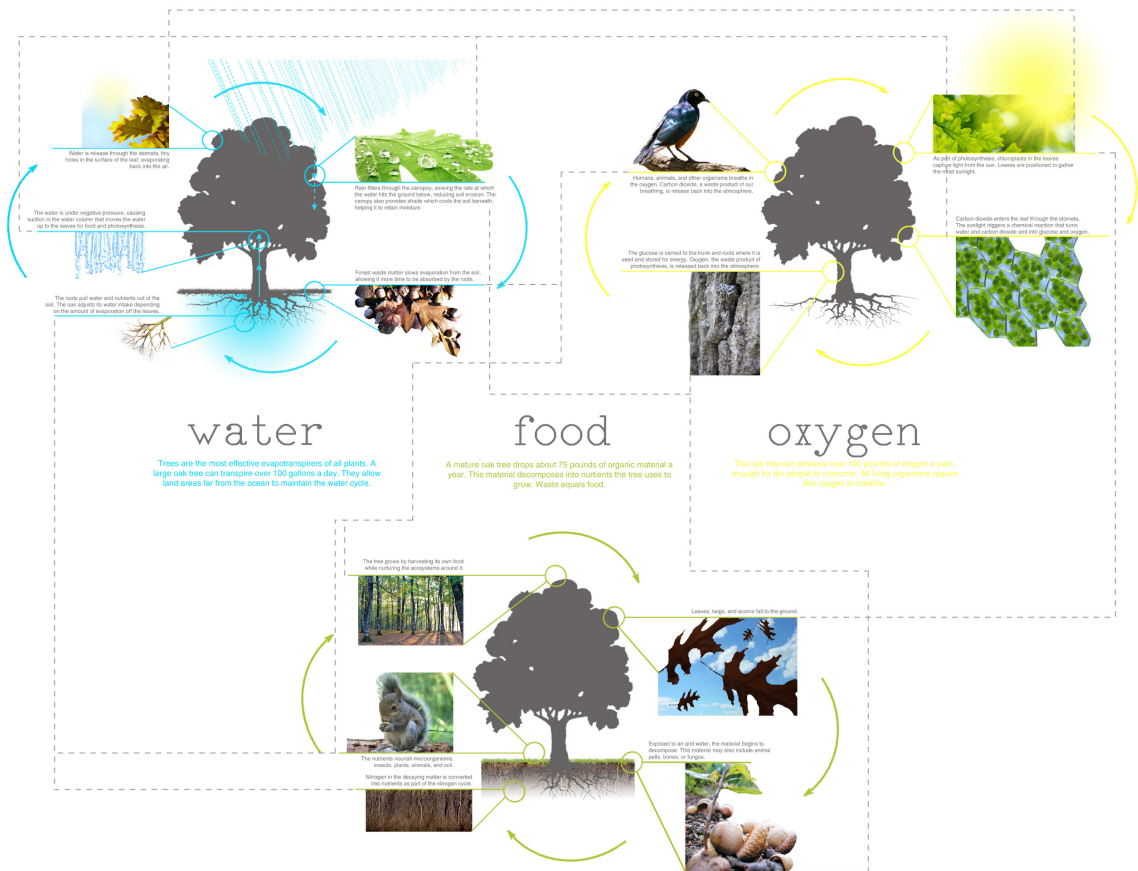 Water is release through the stomata, tiny
holes in the surface of the leaf, evaporating
back into the air.
Rain filters through the canopoy, slowing the rate at which
the water hits the ground below, reducing soil erosion. The
canopy also provides shade which cools the soil beneath,
helping it to retain moisture.
The water is under negative pressure, causing
suction in the water column that moves the water
up to the leaves for food and photosynthesis.
Forest waste matter slows evaporation from the soil,
allowing it more time to be absorbed by the roots.
The roots pull water and nutrients out of the
soil. The oak adjusts its water intake depending
on the amount of evaporation off the leaves.
Humans, animals, and other organisms breathe in
the oxygen. Carbon dioxide, a waste product of our
breathing, is release back into the atmosphere.
As part of photosynthesis, chloroplasts in the leaves
capture light from the sun. Leaves are positioned to gather
the most sunlight.
Carbon dioxide enters the leaf through the stomata.
The sunlight triggers a chemical reaction that turns
water and carbon dioxide and into glucose and oxygen.
The glucose is carried to the trunk and roots where it is
used and stored for energy. Oxygen, the waste product of
photosynthesis, is released back into the atmosphere.
water
Trees are the most effective evapotranspirers of all plants. A
large oak tree can transpire over 100 gallons a day. They allow
land areas far from the ocean to maintain the water cycle.
food
A mature oak tree drops about 75 pounds of organic material a
year. This material decomposes into nurtients the tree uses to
grow. Waste equals food.
oxygen
The oak tree can produce over 100 pounds of oxygen a year,
enough for ten people to consume. All living organisms require
this oxygen to breathe.
The tree grows by harvesting its own food
while nurturing the ecosystems around it.
Leaves, twigs, and acorns fall to the ground.
The nutrients nourish microorganisms,
insects, plants, animals, and soil.
Exposed to air and water, the material begins to
decompose. This material may also include animal
pelts, bones, or fungus.
Nitrogen in the decaying matter is converted
into nutrients as part of the nitrogen cycle.